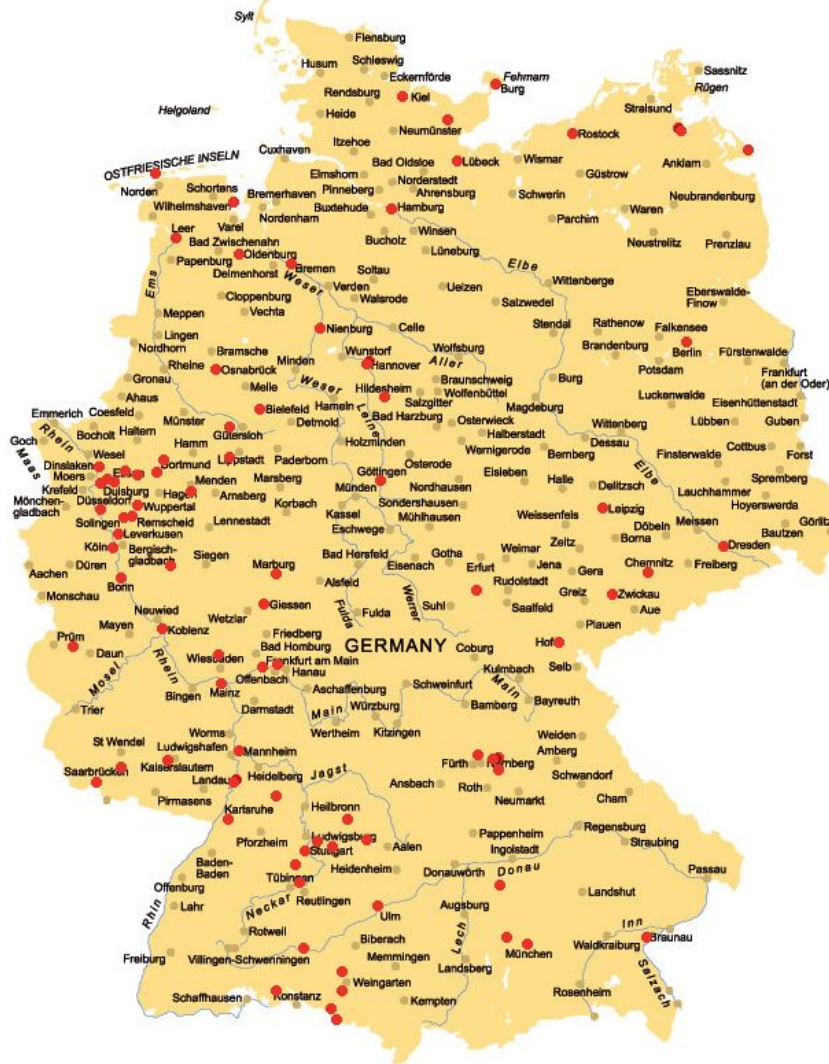 Sylt
Flensburg
Schleswig
Husum
Eckernförde
Fehmarn
Burg
Sassnitz
Rügen
Rendsburg
Kiel
Stralsund
Helgoland
Heide
Neumünster
Rostock
Itzehoe
Cuxhaven
OSTFRIESISCHE INSELN
Bad Oldsloe
Lübeck
Wismar
Anklam
Güstrow
Elmshorn
Norderstedt
Norden
Schortens
Bremerhaven
Pinneberg
Ahrensburg
Schwerin
Neubrandenburg
Wilhelmshaven
Nordenham
Buxtehude
Hamburg
Parchim
Waren
Leer
Varel
Bucholz
Winsen
Neustrelitz
Prenzlau
Bad Zwischenahn
Oldenburg
Lüneburg
Papenburg
Delmenhorst
Bremen
Soltau
Elbe
Ems
Weser
Verden
Uelzen
Wittenberge
Cloppenburg
Walsrode
Salzwedel
Eberswalde-
Finow
Meppen
Vechta
Nienburg
Celle
Stendal
Rathenow
Falkensee
Lingen
Nordhorn
Bramsche
Wunstorf
Wolfsburg
Brandenburg
Berlin
Rheine
Osnabrück
Minden
Hannover
Aller
Potsdam
Fürstenwalde
Frankfurt
(an der Oder)
Gronau
Melle
Weser
Hildesheim
Braunschweig
Burg
Ahaus
Wolfenbüttel
Luckenwalde
Eisenhüttenstadt
Emmerich
Coesfeld
Münster
Bielefeld
Hameln
Leine
Salzgitter
Magdeburg
Goch
Rhein
Bocholt
Haltern
Gütersloh
Detmold
Bad Harzburg
Osterwieck
Wittenberg
Lübben
Guben
Maas
Wesel
Hamm
Holzminden
Halberstadt
Dessau
Cottbus
Dinslaken
Dortmund
Lippstadt
Paderborn
Osterode
Wernigerode
Bernburg
Elbe
Finsterwalde
Forst
Moers
Essen
Menden
Marsberg
Göttingen
Nordhausen
Eisleben
Halle
Delitzsch
Spremberg
Krefeld
Duisburg
Hagen
Arnsberg
Münden
Lauchhammer
Mönchen-
gladbach
Düsseldorf
Wuppertal
Korbach
Kassel
Sondershausen
Leipzig
Hoyerswerda
Solingen
Remscheid
Lennestadt
Eschwege
Mühlhausen
Weissenfels
Döbeln
Meissen
Görlitz
Leverkusen
Borna
Bautzen
Köln
Bergisch-
gladbach
Siegen
Bad Hersfeld
Gotha
Weimar
Zeitz
Dresden
Aachen
Düren
Marburg
Eisenach
Erfurt
Jena
Gera
Chemnitz
Freiberg
Bonn
Alsfeld
Rudolstadt
Monschau
Giessen
Werrer
Greiz
Zwickau
Neuwied
Wetzlar
Fulda
Fulda
Suhl
Saalfeld
Aue
Mayen
Koblenz
Friedberg
Plauen
Prüm
Daun
Bad Homburg
GERMANY
Coburg
Hof
Mosel
Rhein
Wiesbaden
Frankfurt am Main
Hanau
Kulmbach
Selb
Bingen
Mainz
Offenbach
Aschaffenburg
Schweinfurt
Main
Trier
Darmstadt
Main
Würzburg
Bamberg
Bayreuth
Worms
Wertheim
Kitzingen
Weiden
St Wendel
Ludwigshafen
Mannheim
Amberg
Saarbrücken
Kaiserslautern
Fürth
Nürnberg
Landau
Heidelberg
Jagst
Ansbach
Roth
Schwandorf
Pirmasens
Heilbronn
Neumarkt
Cham
Karlsruhe
Pforzheim
Ludwigsburg
Pappenheim
Regensburg
Stuttgart
Aalen
Ingolstadt
Straubing
Baden-
Baden
Heidenheim
Donauwörth
Donau
Passau
Offenburg
Tübingen
Reutlingen
Landshut
Rhin
Lahr
Neckar
Ulm
Augsburg
Rotweil
Biberach
Lech
Inn
Braunau
Freiburg
Villingen-Schwenningen
Memmingen
Landsberg
München
Waldkraiburg
Salzach
Weingarten
Schaffhausen
Konstanz
Kempten
Rosenheim